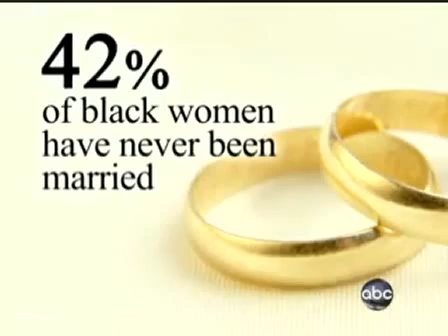 42%
of black women
have never been
married
abc